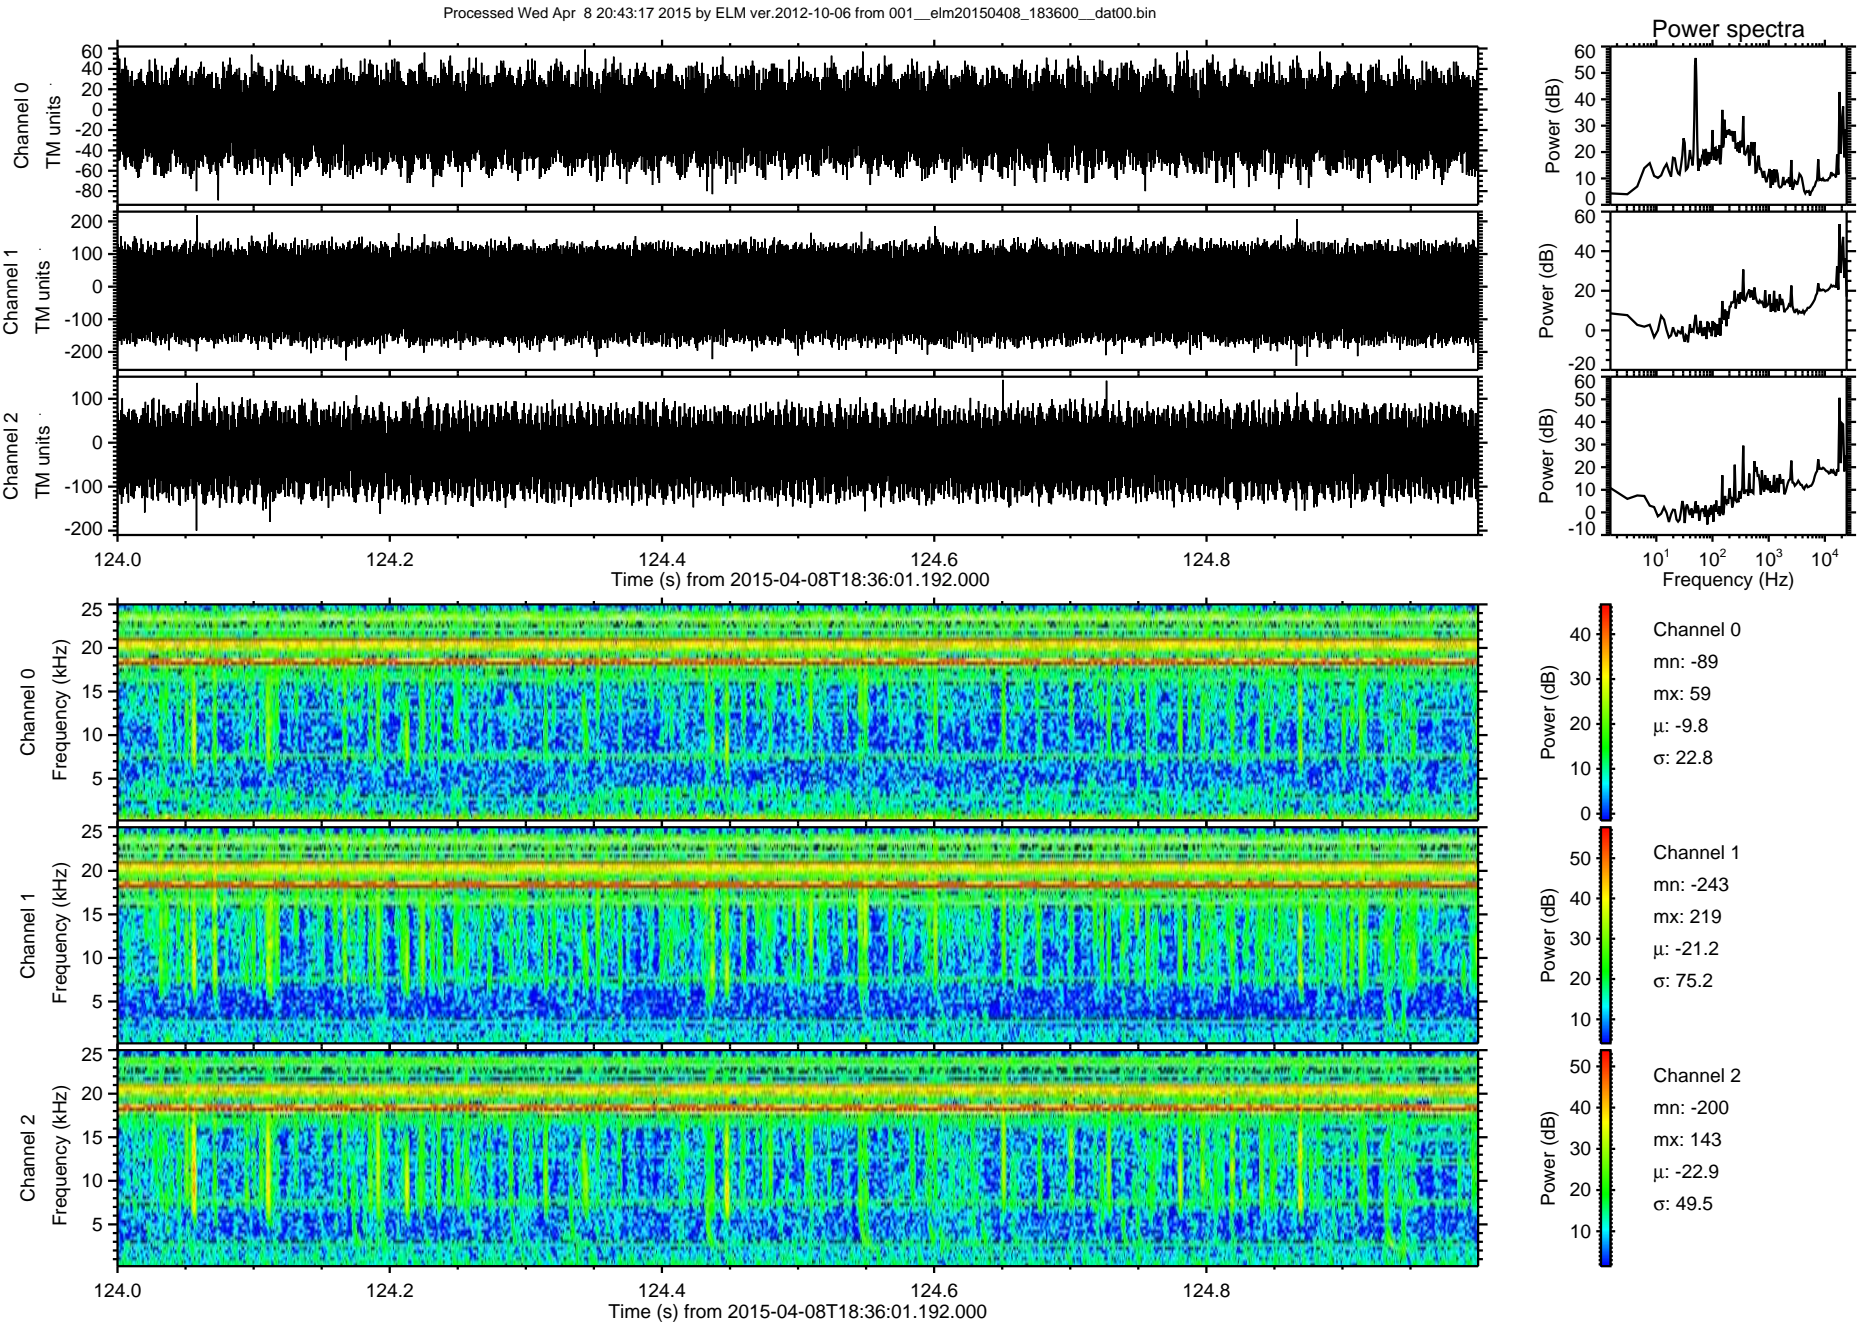 Processed Wed Apr  8 20:43:17 2015 by ELM ver.2012-10-06 from 001__elm20150408_183600__dat00.bin
Power spectra
Channel 0
TM units
60
40
20
0
-20
-40
-60
-80
Power (dB)
60
50
40
30
20
10
0
Channel 1
TM units
200
100
0
-100
-200
Power (dB)
60
40
20
0
-20
Channel 2
TM units
100
0
-100
-200
Power (dB)
60
50
40
30
20
10
0
-10
124.0 124.2 124.4 124.6 124.8
Time (s) from 2015-04-08T18:36:01.192.000
10^1 10^2 10^3 10^4
Frequency (Hz)
Channel 0
Frequency (kHz)
25
20
15
10
5
Power (dB)
40
30
20
10
0
Channel 0
mn: -89
mx: 59
µ: -9.8
σ: 22.8
Channel 1
Frequency (kHz)
25
20
15
10
5
Power (dB)
50
40
30
20
10
Channel 1
mn: -243
mx: 219
µ: -21.2
σ: 75.2
Channel 2
Frequency (kHz)
25
20
15
10
5
Power (dB)
50
40
30
20
10
Channel 2
mn: -200
mx: 143
µ: -22.9
σ: 49.5
124.0 124.2 124.4 124.6 124.8
Time (s) from 2015-04-08T18:36:01.192.000